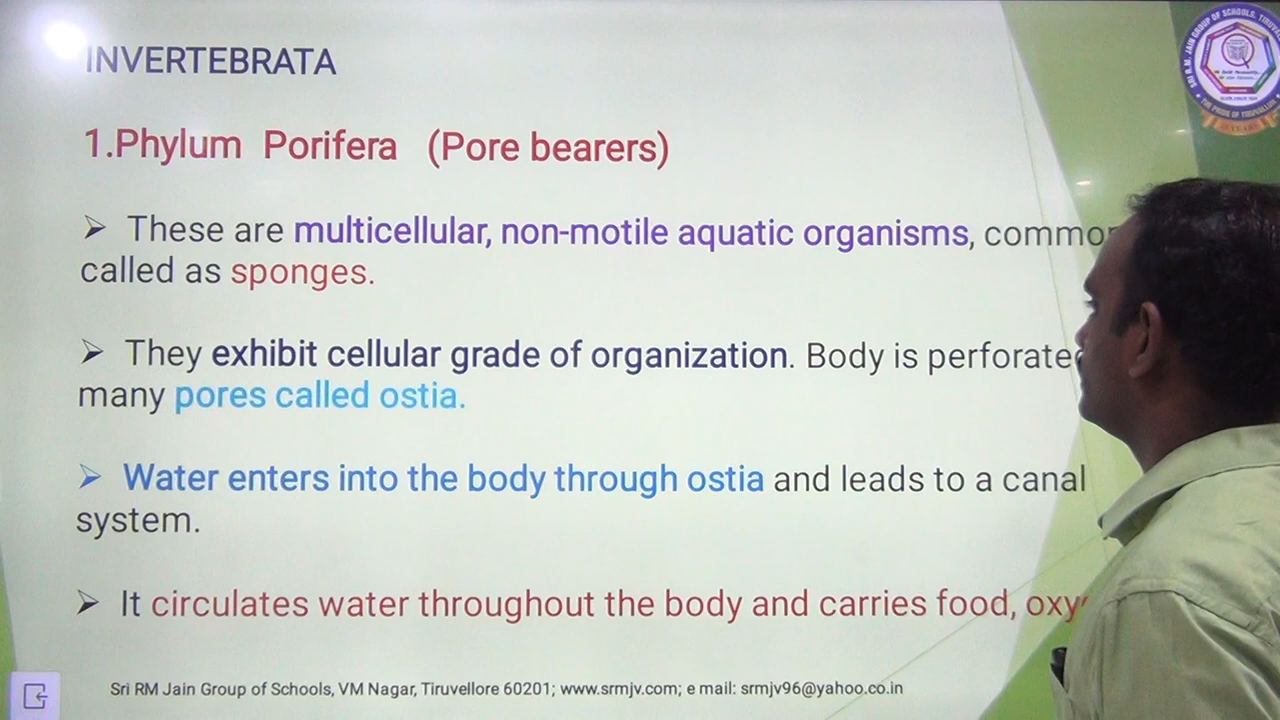 INVERTEBRATA
1.Phylum Porifera (Pore bearers)
➢ These are multicellular, non-motile aquatic organisms,
called as sponges.
➢ They exhibit cellular grade of organization. Body is
many pores called ostia.
➢ Water enters into the body through ostia and leads to a canal
system.
➢ It circulates water throughout the body and carries food,
Sri RM Jain Group of Schools, VM Nagar, Tiruvellore 60201; www.srmjv.com; e mail: srmjv96@yahoo.co.in